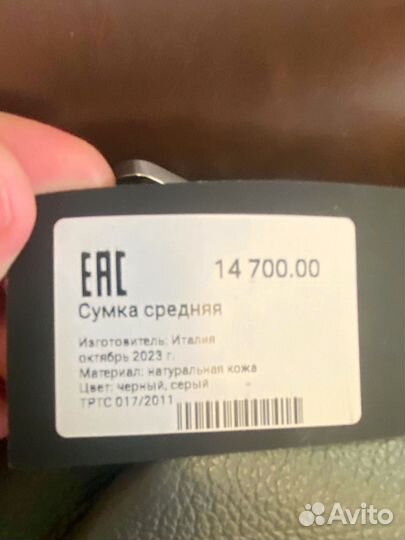 EAC 14 700.00
Сумка средняя
Изготовитель: Италия
октябрь 2023 г.
Материал: натуральная кожа
Цвет: черный, серый
ТРТС 017/2011
Avito